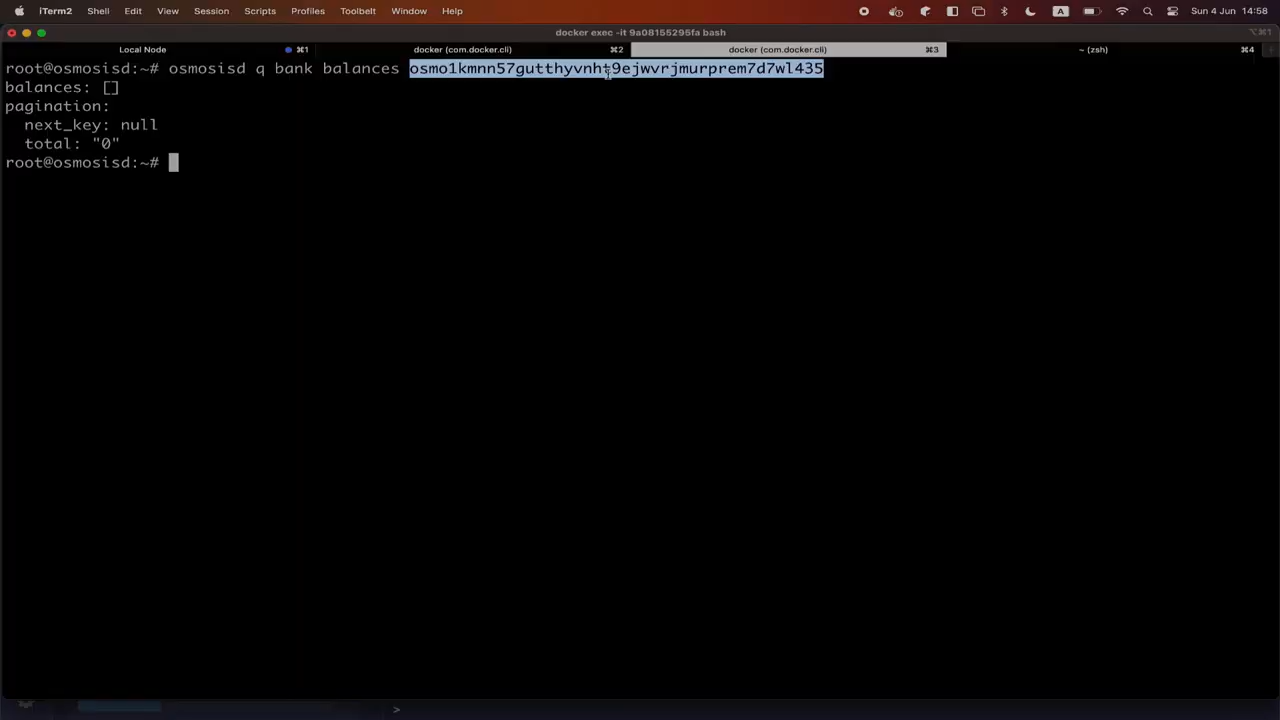 iTerm2 Shell Edit View Session Scripts Profiles Toolbelt Window Help A Sun 4 Jun 14:58
docker exec -it 9a08155295fa bash ⌥⌘1
Local Node ⌘1 docker (com.docker.cli) ⌘2 docker (com.docker.cli) ⌘3 ~ (zsh) ⌘4
root@osmosisd:~# osmosisd q bank balances osmo1kmnn57gutthyvnht9ejwvrjmurprem7d7wl435
balances: []
pagination:
  next_key: null
  total: "0"
root@osmosisd:~#
>